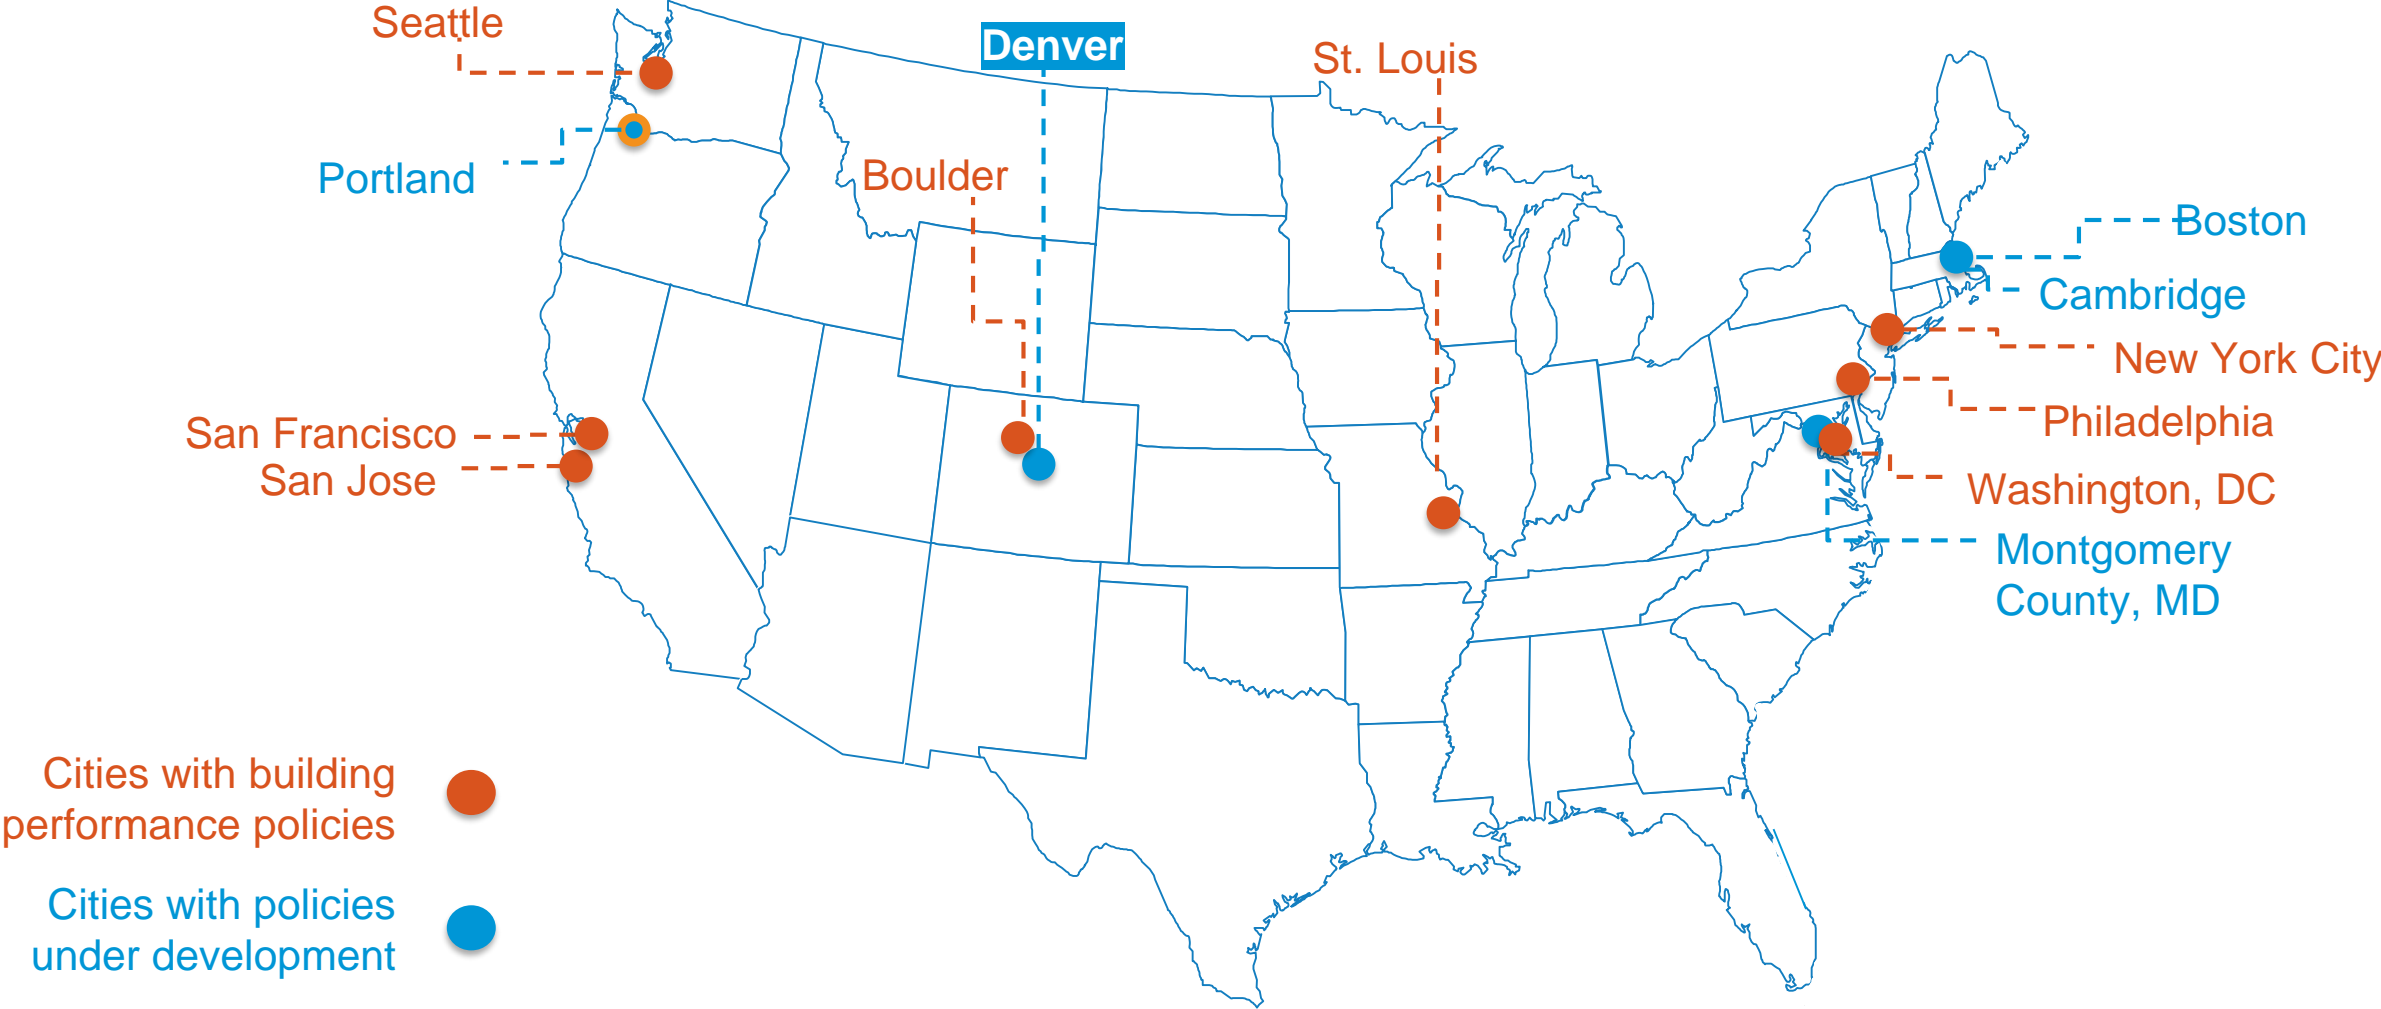 Seattle
Denver
St. Louis
Boulder
Portland
Boston
Cambridge
New York City
Philadelphia
San Francisco
San Jose
Washington, DC
Montgomery
County, MD
Cities with building
performance policies
Cities with policies
under development